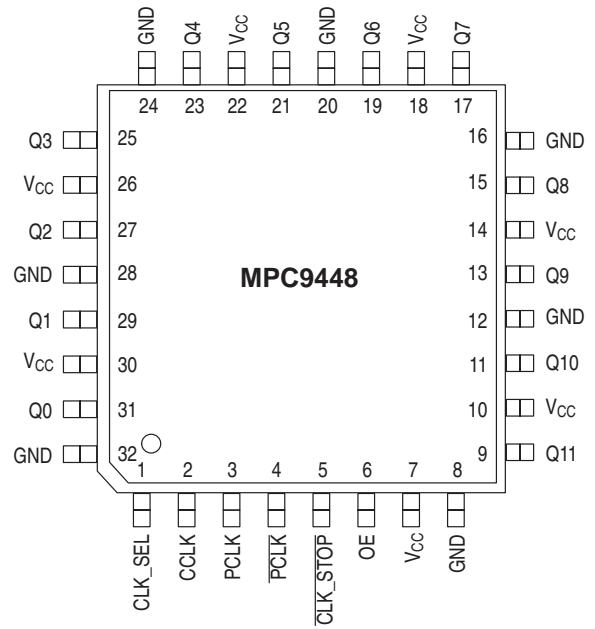 GND Q4 VCC Q5 GND Q6 VCC Q7
24 23 22 21 20 19 18 17
Q3 25 16 GND
VCC 26 15 Q8
Q2 27 14 VCC
GND 28 MPC9448 13 Q9
Q1 29 12 GND
VCC 30 11 Q10
Q0 31 10 VCC
GND 32 9 Q11
1 2 3 4 5 6 7 8
CLK_SEL CCLK PCLK P̅C̅L̅K̅ C̅L̅K̅_̅S̅T̅O̅P̅ OE VCC GND